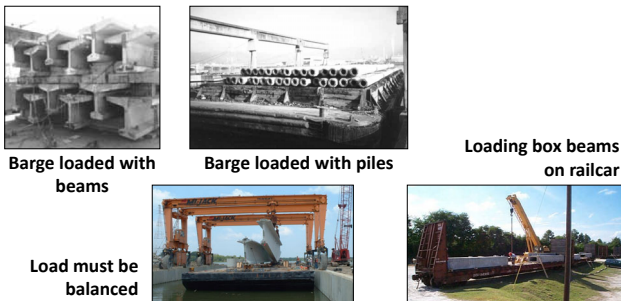 Barge loaded with
beams
Barge loaded with piles
Loading box beams
on railcar
Load must be
balanced